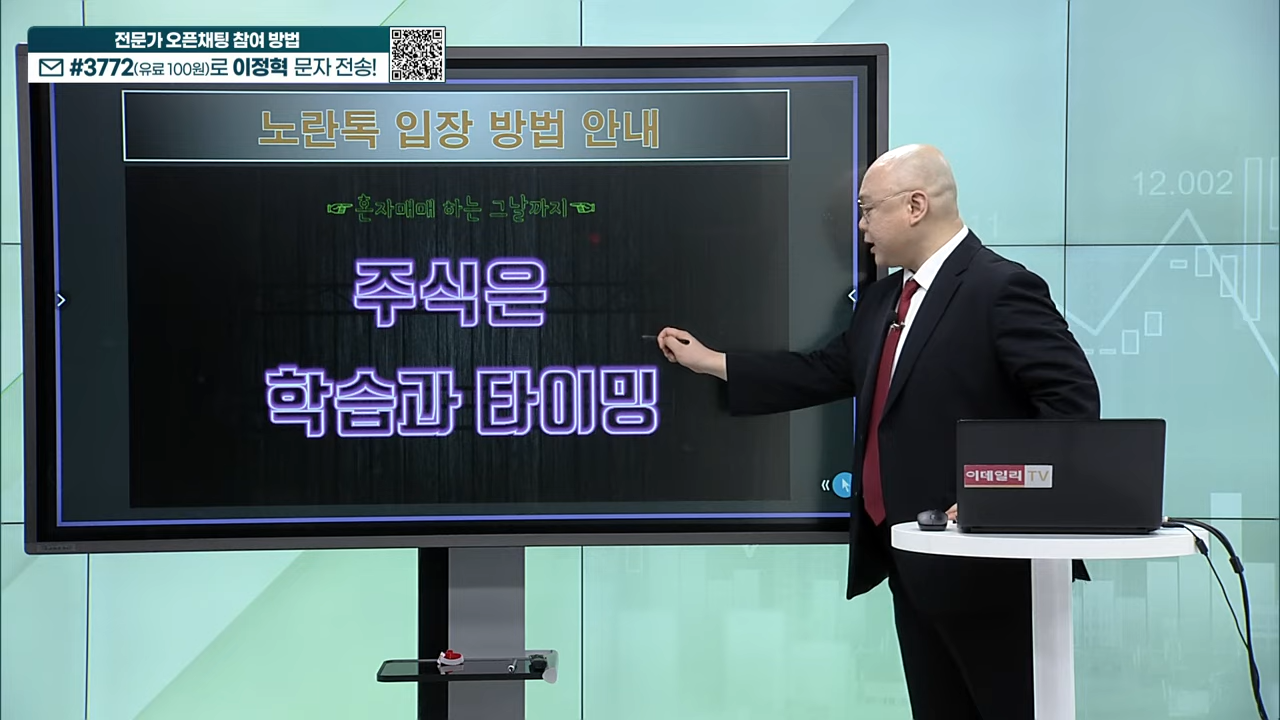 전문가 오픈채팅 참여 방법
#3772(유료 100원)로 이정혁 문자 전송!
노란톡 입장 방법 안내
☞혼자매매 하는 그날까지☜
주식은
학습과 타이밍
12.002
이데일리 TV